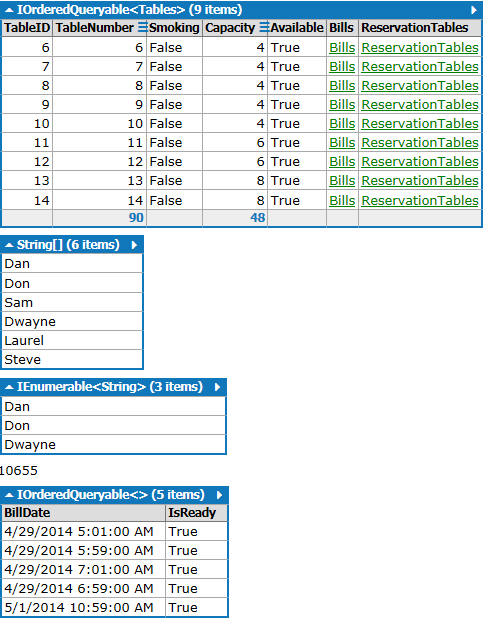 IOrderedQueryable<Tables> (9 items)
TableID TableNumber Smoking Capacity Available Bills ReservationTables
6 6 False 4 True Bills ReservationTables
7 7 False 4 True Bills ReservationTables
8 8 False 4 True Bills ReservationTables
9 9 False 4 True Bills ReservationTables
10 10 False 4 True Bills ReservationTables
11 11 False 6 True Bills ReservationTables
12 12 False 6 True Bills ReservationTables
13 13 False 8 True Bills ReservationTables
14 14 False 8 True Bills ReservationTables
90 48
String[] (6 items)
Dan
Don
Sam
Dwayne
Laurel
Steve
IEnumerable<String> (3 items)
Dan
Don
Dwayne
10655
IOrderedQueryable<> (5 items)
BillDate IsReady
4/29/2014 5:01:00 AM True
4/29/2014 5:59:00 AM True
4/29/2014 7:01:00 AM True
4/29/2014 6:59:00 AM True
5/1/2014 10:59:00 AM True